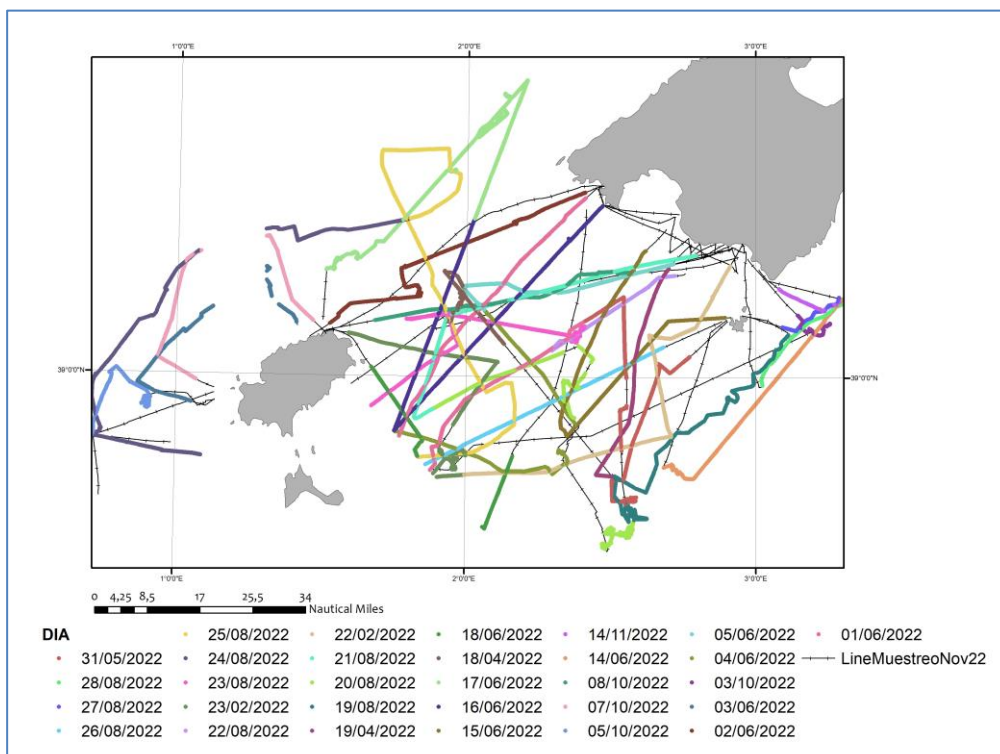 1°0'0"E 2°0'0"E 3°0'0"E
39°0'0"N 39°0'0"N
1°0'0"E 2°0'0"E 3°0'0"E
0 4,25 8,5 17 25,5 34
Nautical Miles
DIA
25/08/2022 22/02/2022 18/06/2022 14/11/2022 05/06/2022 01/06/2022
31/05/2022 24/08/2022 21/08/2022 18/04/2022 14/06/2022 04/06/2022 LineMuestreoNov22
28/08/2022 23/08/2022 20/08/2022 17/06/2022 08/10/2022 03/10/2022
27/08/2022 23/02/2022 19/08/2022 16/06/2022 07/10/2022 03/06/2022
26/08/2022 22/08/2022 19/04/2022 15/06/2022 05/10/2022 02/06/2022